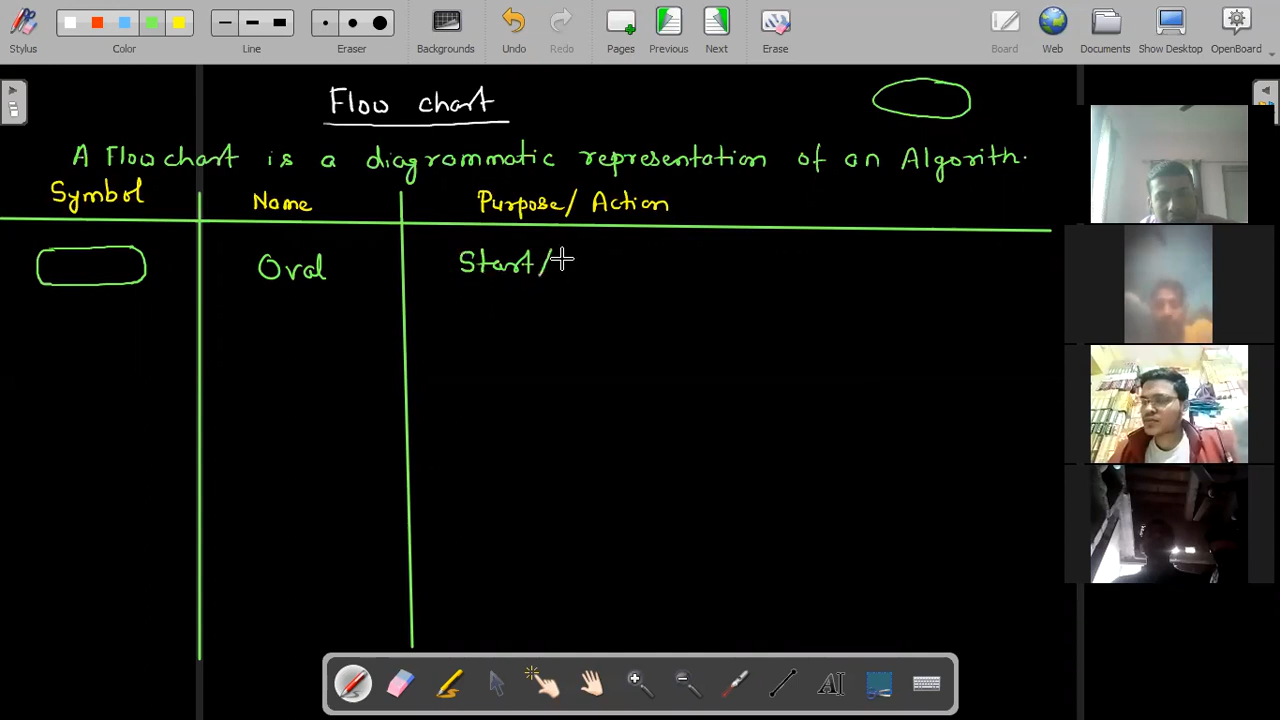 Stylus
Color
Line
Eraser
Backgrounds
Undo
Redo
Pages
Previous
Next
Erase
Board
Web
Documents
Show Desktop
OpenBoard
Flow chart
A Flowchart is a diagrammatic representation of an Algorith.
Symbol Name Purpose/ Action
Oval Start/
AI